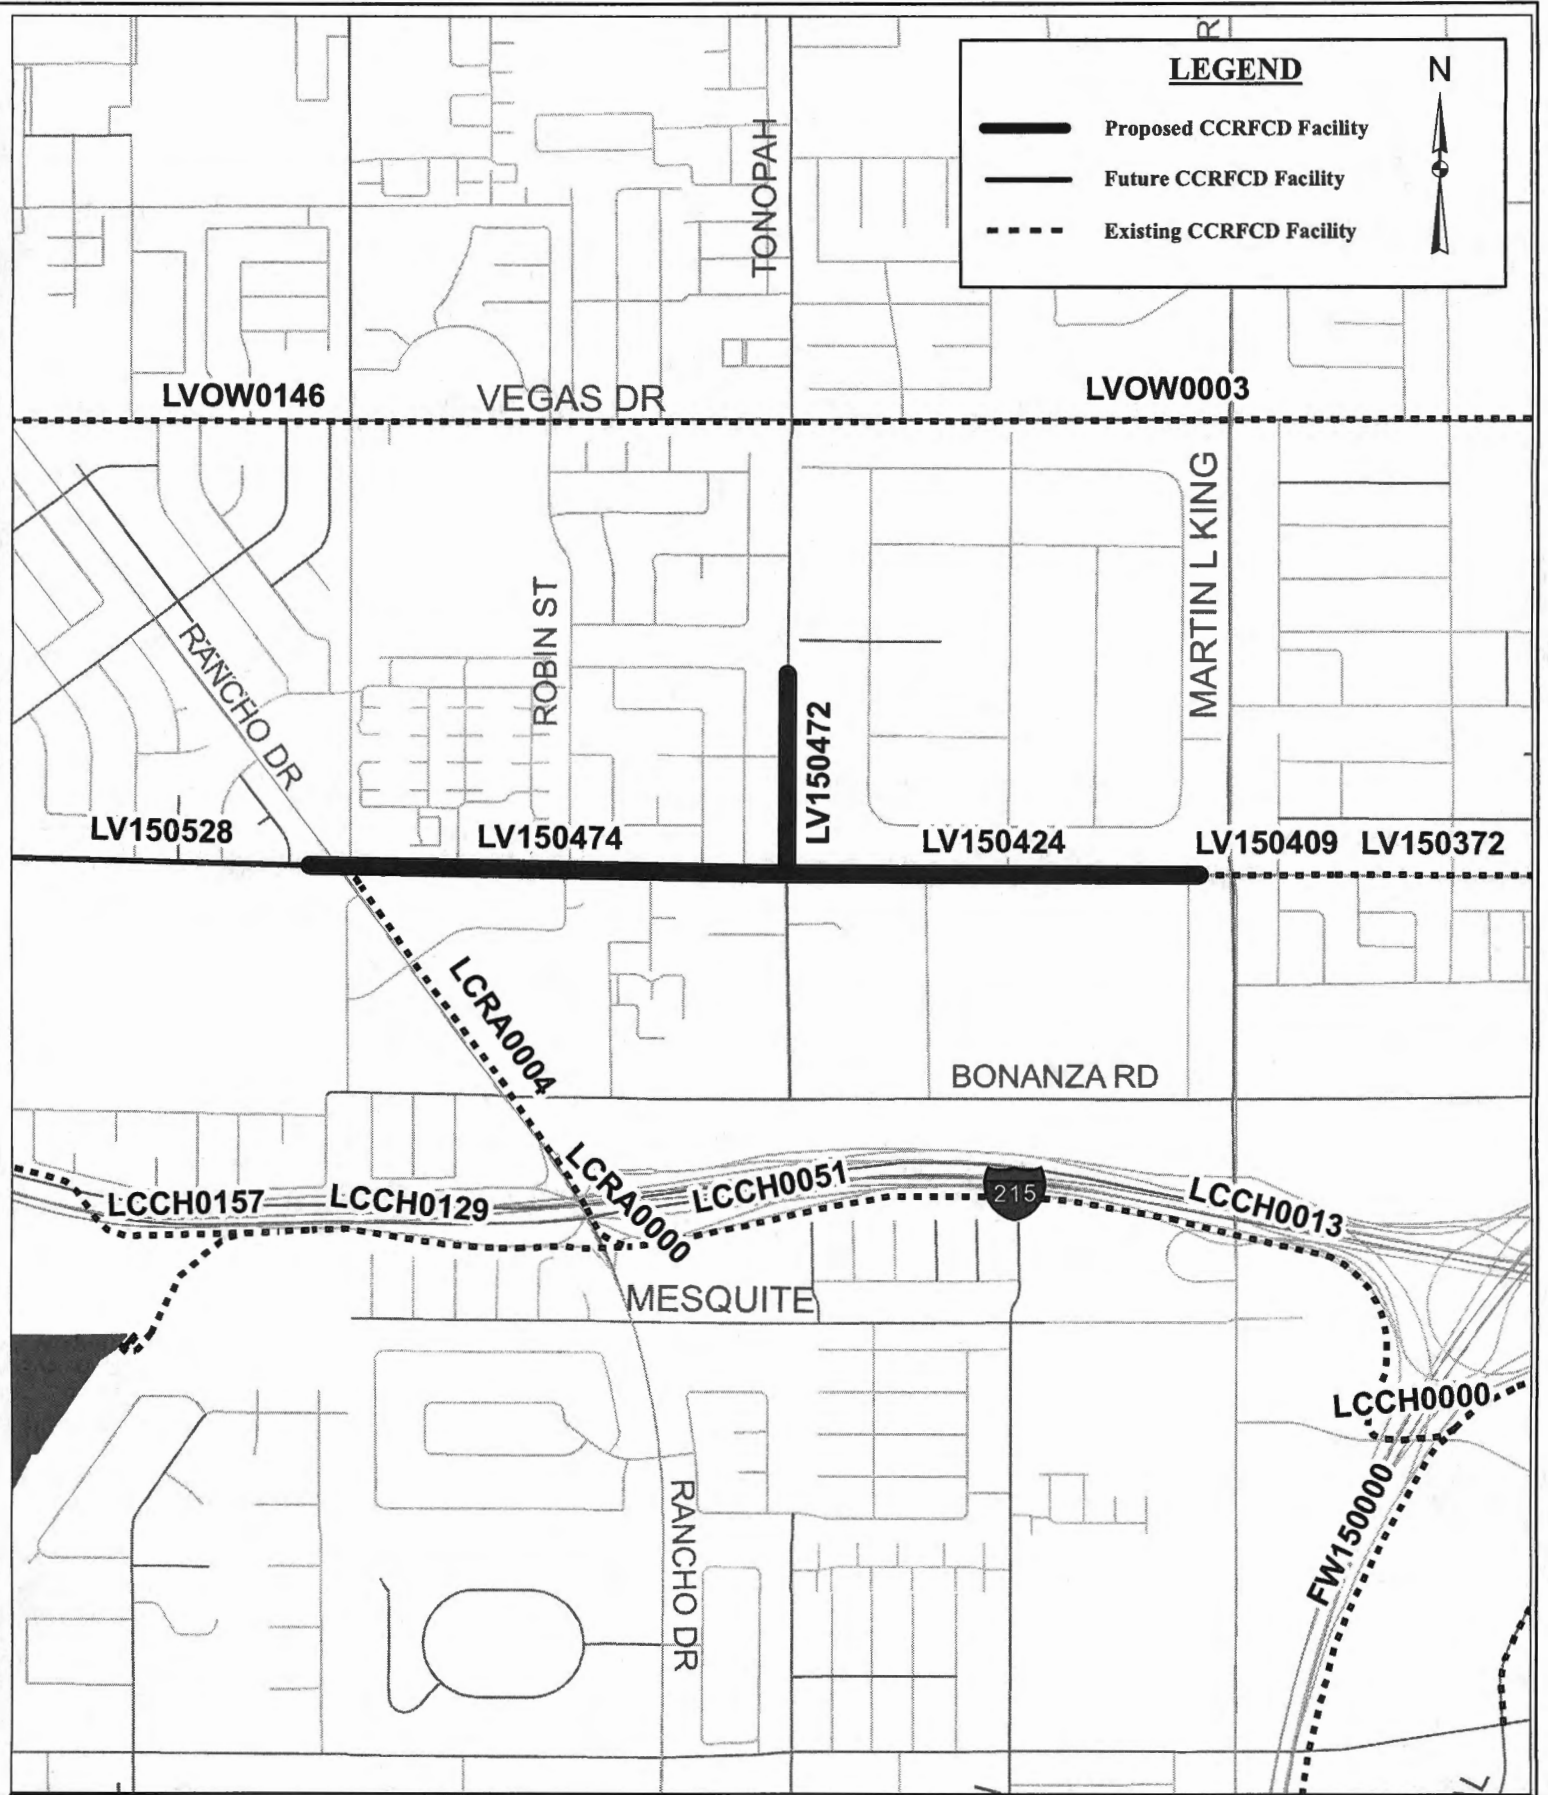 R
LEGEND
N
Proposed CCRFCD Facility
Future CCRFCD Facility
Existing CCRFCD Facility
TONOPAH
LVOW0146
VEGAS DR
LVOW0003
MARTIN L KING
ROBIN ST
RANCHO DR
LV150472
LV150528
LV150474
LV150424
LV150409
LV150372
LCRA0004
BONANZA RD
LCRA0000
LCCH0157
LCCH0129
LCCH0051
215
LCCH0013
MESQUITE
LCCH0000
RANCHO DR
FW150000
L